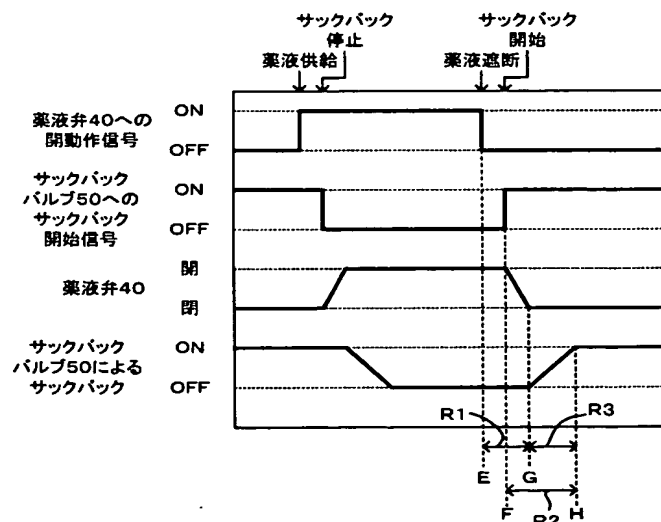 サックバック
停止
サックバック
開始
薬液供給
薬液遮断
薬液弁40への
開動作信号
ON
OFF
サックバック
バルブ50への
サックバック
開始信号
ON
OFF
薬液弁40
開
閉
サックバック
バルブ50による
サックバック
ON
OFF
R1
R3
E
G
F
H
R2